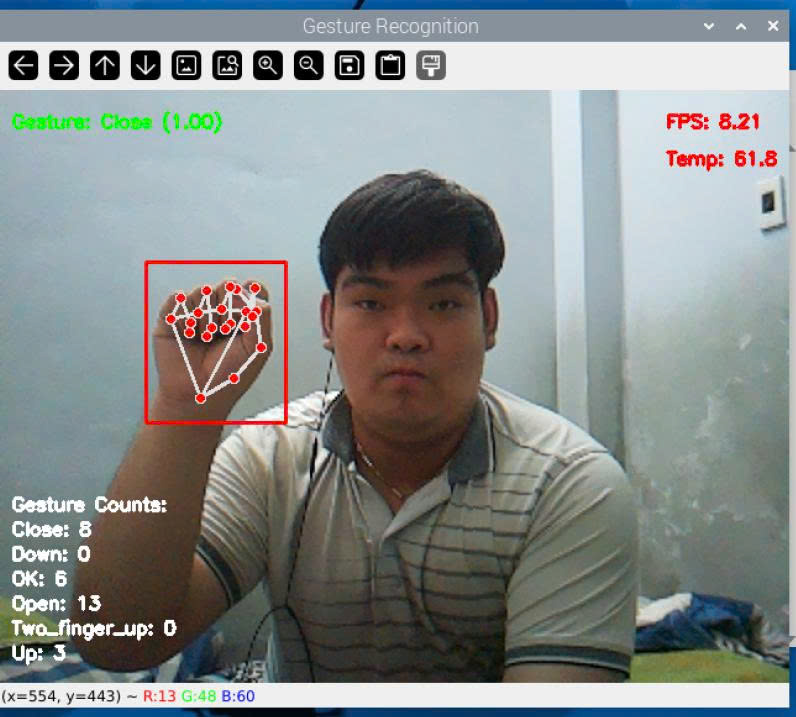 Gesture Recognition
Gesture: Close (1.00)
FPS: 8.21
Temp: 61.8
Gesture Counts:
Close: 8
Down: 0
OK: 6
Open: 13
Two_finger_up: 0
Up: 3
(x=554, y=443) ~ R:13 G:48 B:60